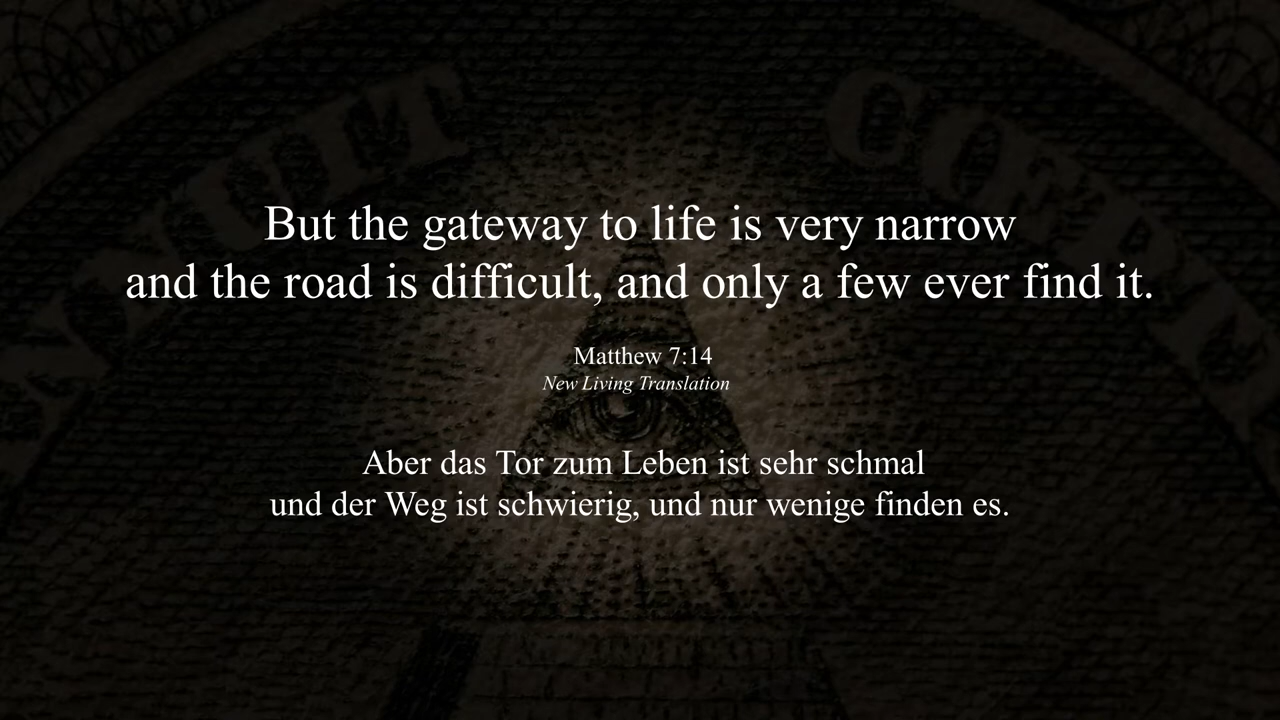 ANNUIT COEPTIS
But the gateway to life is very narrow
and the road is difficult, and only a few ever find it.
Matthew 7:14
New Living Translation
Aber das Tor zum Leben ist sehr schmal
und der Weg ist schwierig, und nur wenige finden es.